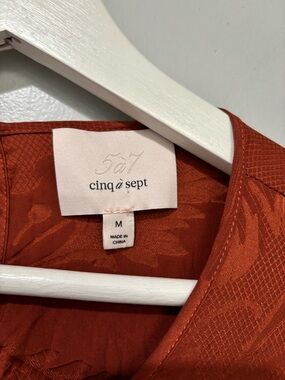 5à7
cinq à sept
M
MADE IN
CHINA